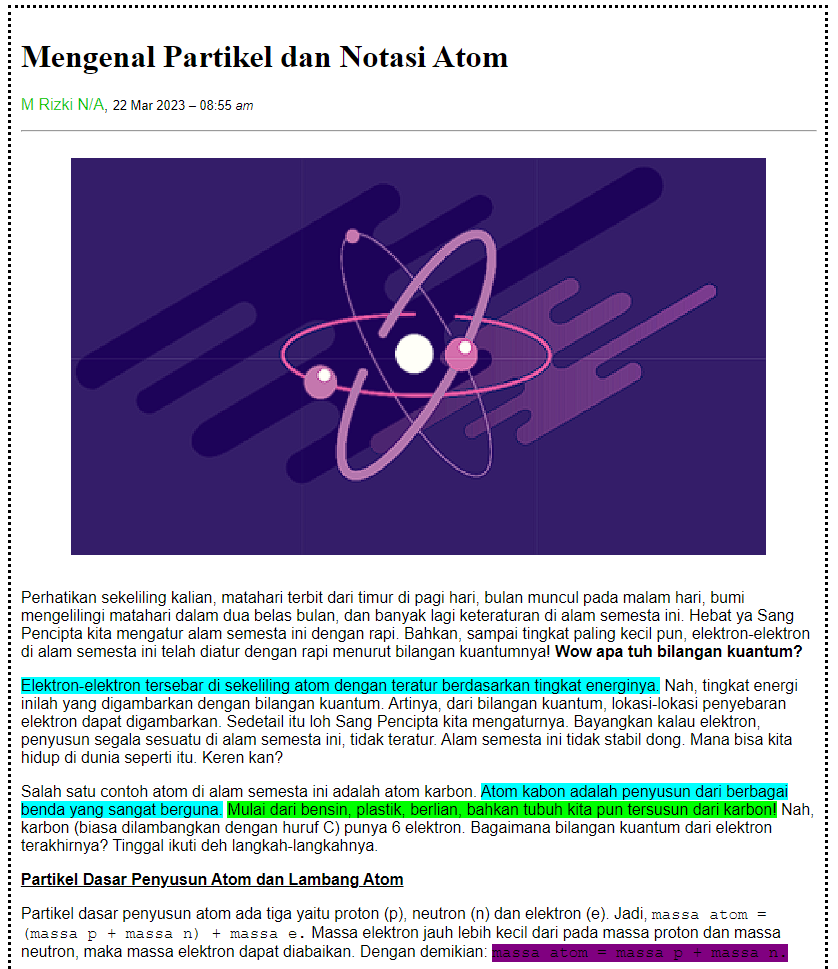 Mengenal Partikel dan Notasi Atom
M Rizki N/A, 22 Mar 2023 – 08:55 am
Perhatikan sekeliling kalian, matahari terbit dari timur di pagi hari, bulan muncul pada malam hari, bumi
mengelilingi matahari dalam dua belas bulan, dan banyak lagi keteraturan di alam semesta ini. Hebat ya Sang
Pencipta kita mengatur alam semesta ini dengan rapi. Bahkan, sampai tingkat paling kecil pun, elektron-elektron
di alam semesta ini telah diatur dengan rapi menurut bilangan kuantumnya! Wow apa tuh bilangan kuantum?
Elektron-elektron tersebar di sekeliling atom dengan teratur berdasarkan tingkat energinya. Nah, tingkat energi
inilah yang digambarkan dengan bilangan kuantum. Artinya, dari bilangan kuantum, lokasi-lokasi penyebaran
elektron dapat digambarkan. Sedetail itu loh Sang Pencipta kita mengaturnya. Bayangkan kalau elektron,
penyusun segala sesuatu di alam semesta ini, tidak teratur. Alam semesta ini tidak stabil dong. Mana bisa kita
hidup di dunia seperti itu. Keren kan?
Salah satu contoh atom di alam semesta ini adalah atom karbon. Atom kabon adalah penyusun dari berbagai
benda yang sangat berguna. Mulai dari bensin, plastik, berlian, bahkan tubuh kita pun tersusun dari karbon! Nah,
karbon (biasa dilambangkan dengan huruf C) punya 6 elektron. Bagaimana bilangan kuantum dari elektron
terakhirnya? Tinggal ikuti deh langkah-langkahnya.
Partikel Dasar Penyusun Atom dan Lambang Atom
Partikel dasar penyusun atom ada tiga yaitu proton (p), neutron (n) dan elektron (e). Jadi, massa atom =
(massa p + massa n) + massa e. Massa elektron jauh lebih kecil dari pada massa proton dan massa
neutron, maka massa elektron dapat diabaikan. Dengan demikian: massa atom = massa p + massa n.